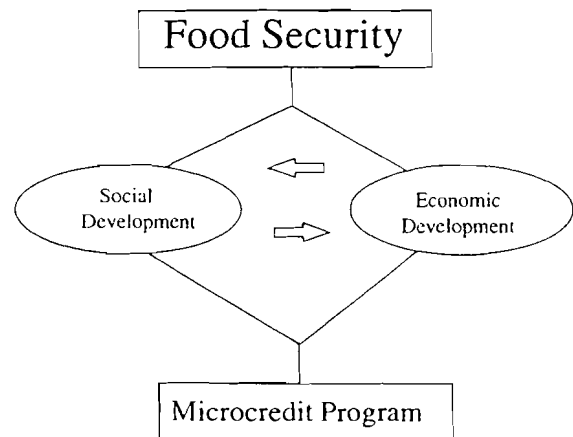 Food Security
Social
Development
Economic
Development
Microcredit Program